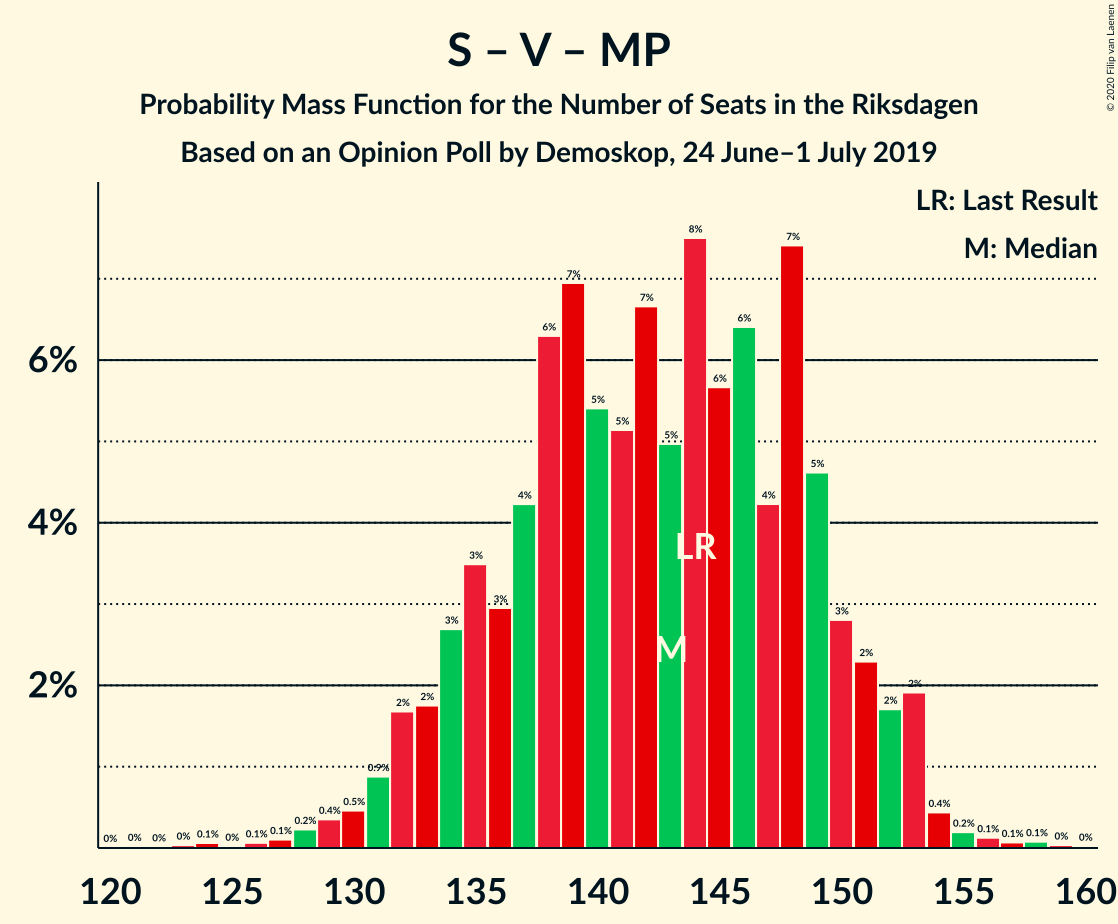 © 2020 Filip van Laenen
S – V – MP
Probability Mass Function for the Number of Seats in the Riksdagen
Based on an Opinion Poll by Demoskop, 24 June–1 July 2019
LR: Last Result
M: Median
6%
4%
2%
0% 0% 0% 0% 0.1% 0% 0.1% 0.1% 0.2% 0.4% 0.5% 0.9% 2% 2% 3% 3% 3% 4% 6% 7% 5% 5% 7% 5% 8% 6% 6% 4% 7% 5% 3% 2% 2% 2% 0.4% 0.2% 0.1% 0.1% 0.1% 0% 0%
LR
M
120 125 130 135 140 145 150 155 160